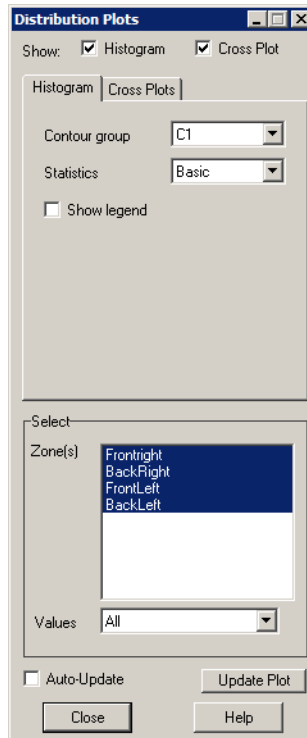 Distribution Plots
Show: Histogram Cross Plot
Histogram Cross Plots
Contour group C1
Statistics Basic
Show legend
Select
Zone(s)
Frontright
BackRight
FrontLeft
BackLeft
Values All
Auto-Update Update Plot
Close Help